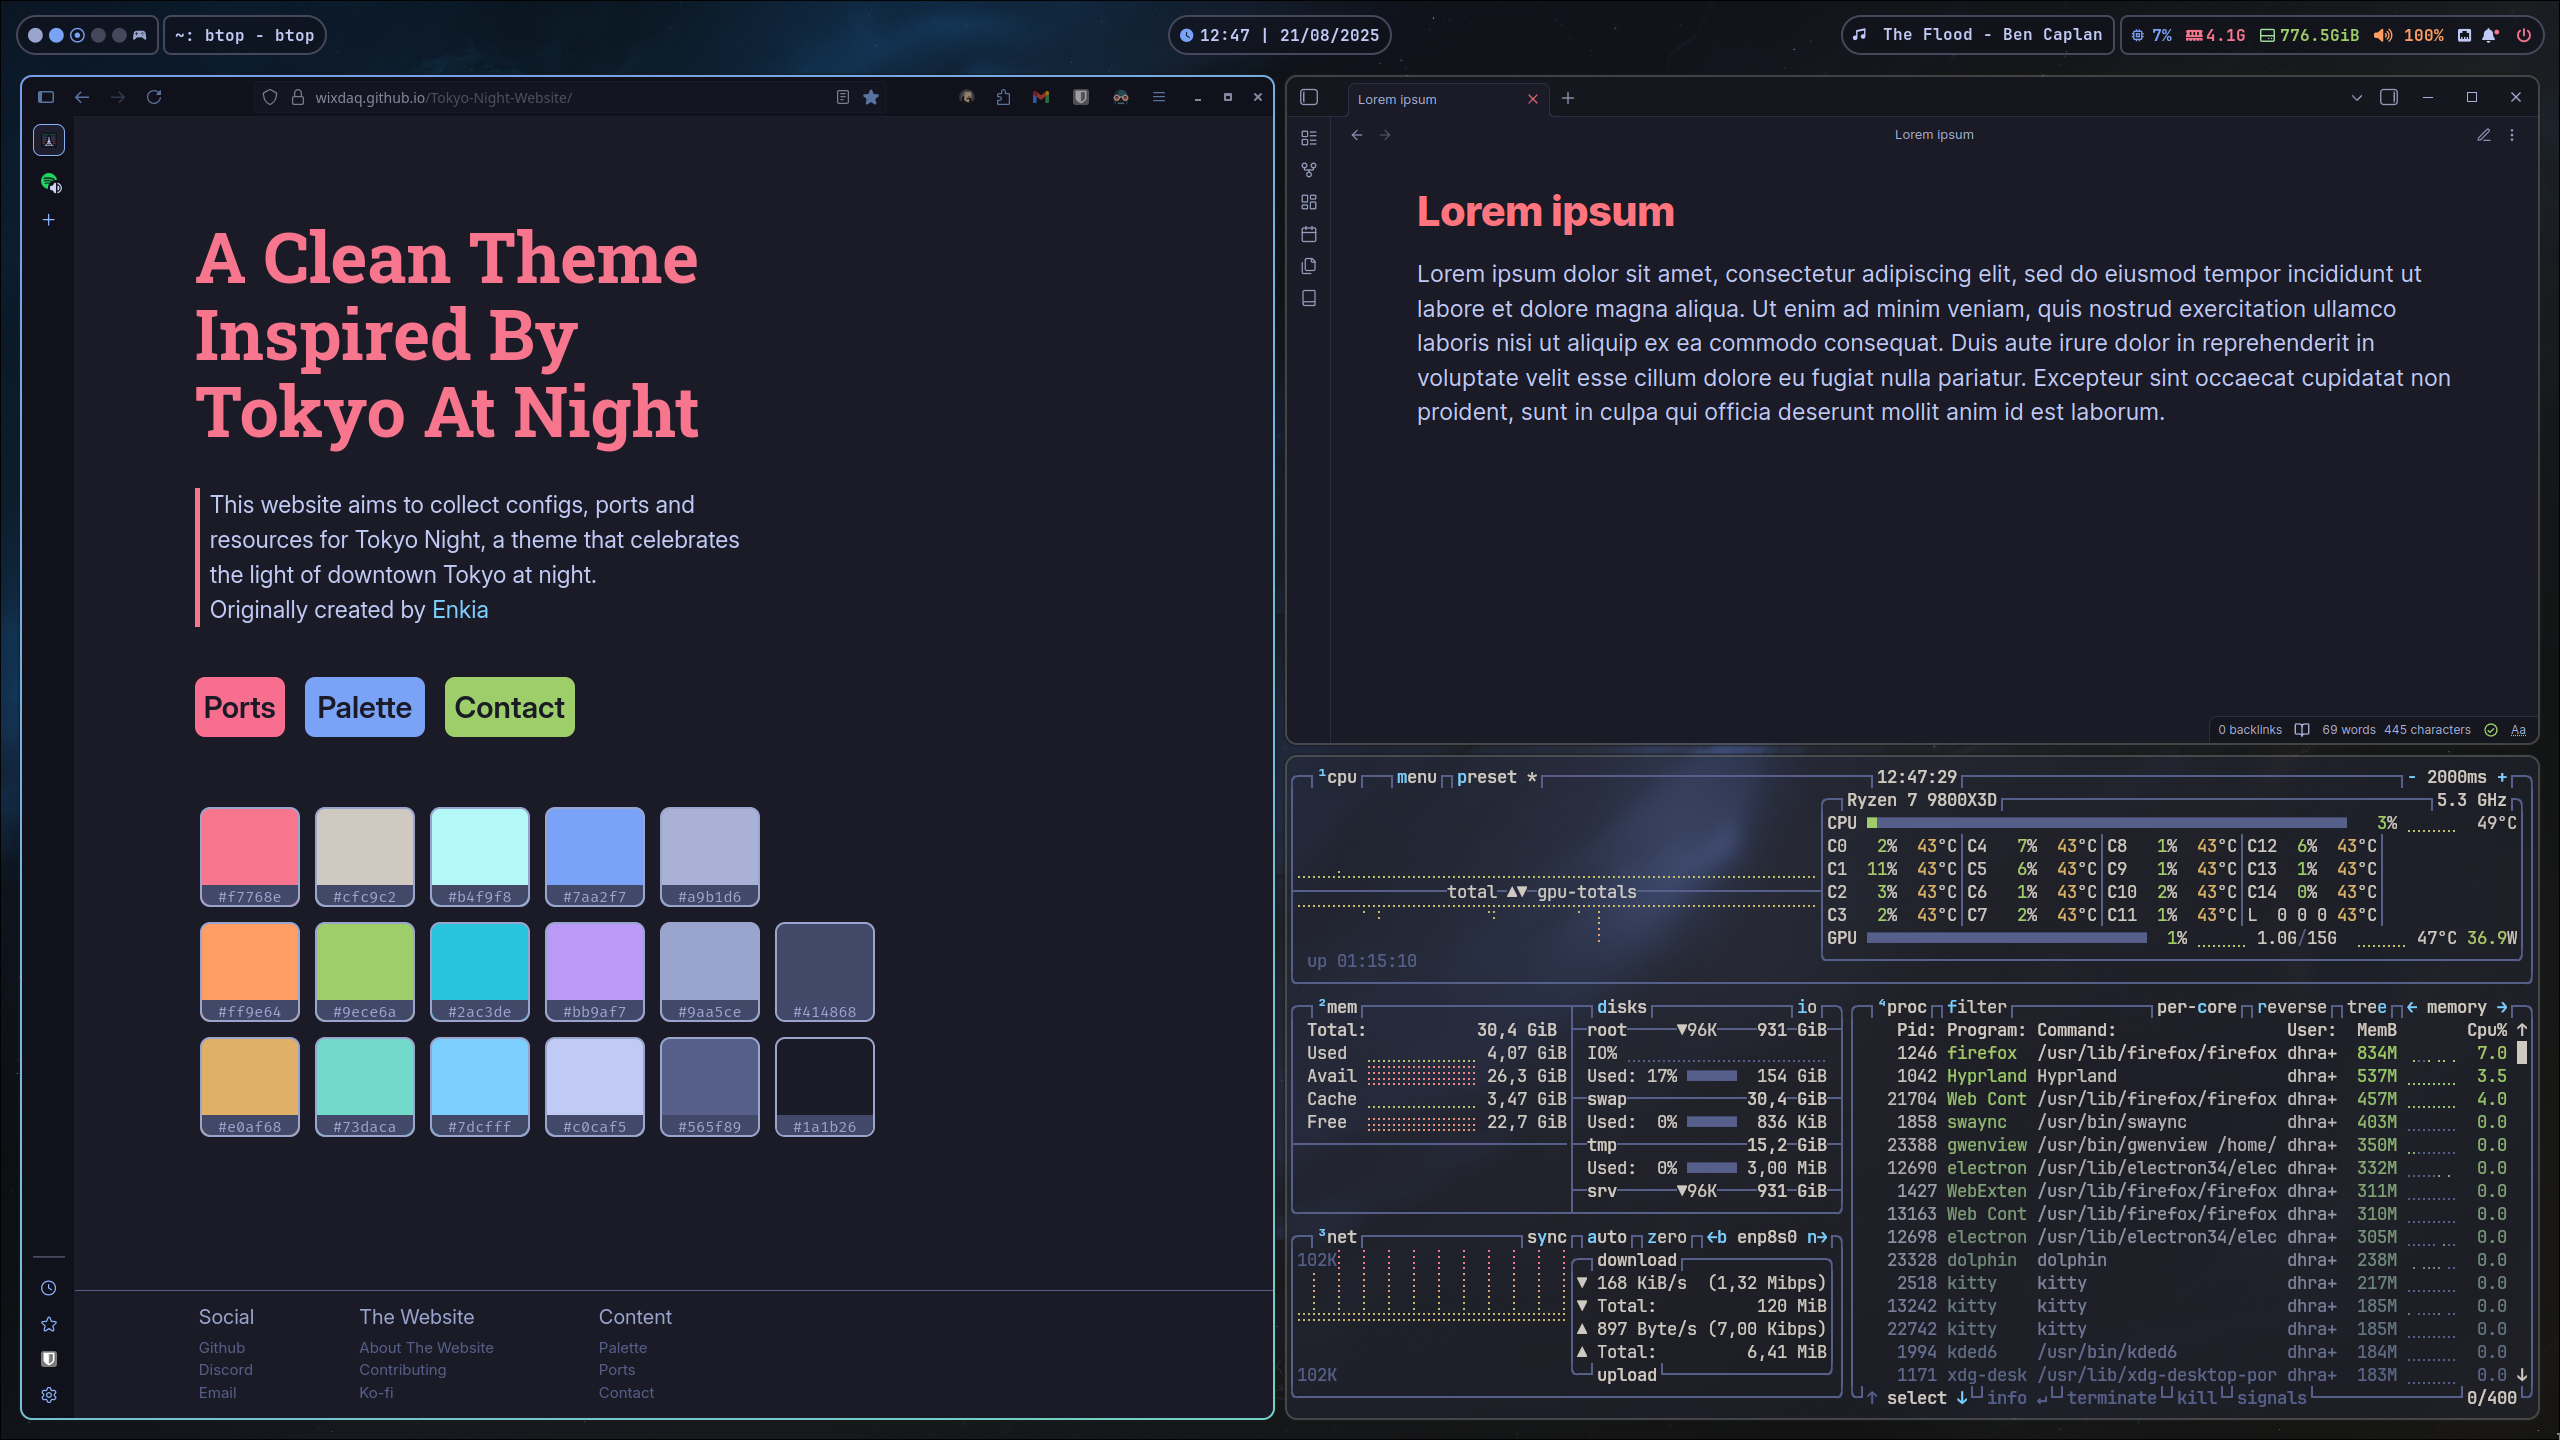 ~: btop - btop
12:47 | 21/08/2025
The Flood - Ben Caplan
7% 4.1G 776.5GiB 100%
wixdaq.github.io/Tokyo-Night-Website/
A Clean Theme
Inspired By
Tokyo At Night
This website aims to collect configs, ports and
resources for Tokyo Night, a theme that celebrates
the light of downtown Tokyo at night.
Originally created by Enkia
Ports Palette Contact
#f7768e #cfc9c2 #b4f9f8 #7aa2f7 #a9b1d6
#ff9e64 #9ece6a #2ac3de #bb9af7 #9aa5ce #414868
#e0af68 #73daca #7dcfff #c0caf5 #565f89 #1a1b26
Social The Website Content
Github About The Website Palette
Discord Contributing Ports
Email Ko-fi Contact
Lorem ipsum
Lorem ipsum
Lorem ipsum
Lorem ipsum dolor sit amet, consectetur adipiscing elit, sed do eiusmod tempor incididunt ut
labore et dolore magna aliqua. Ut enim ad minim veniam, quis nostrud exercitation ullamco
laboris nisi ut aliquip ex ea commodo consequat. Duis aute irure dolor in reprehenderit in
voluptate velit esse cillum dolore eu fugiat nulla pariatur. Excepteur sint occaecat cupidatat non
proident, sunt in culpa qui officia deserunt mollit anim id est laborum.
0 backlinks 69 words 445 characters Aa
¹cpu menu preset * 12:47:29 - 2000ms +
Ryzen 7 9800X3D 5.3 GHz
CPU 3% 49°C
C0 2% 43°C C4 7% 43°C C8 1% 43°C C12 6% 43°C
C1 11% 43°C C5 6% 43°C C9 1% 43°C C13 1% 43°C
C2 3% 43°C C6 1% 43°C C10 2% 43°C C14 0% 43°C
C3 2% 43°C C7 2% 43°C C11 1% 43°C L 0 0 0 43°C
GPU 1% 1.0G/15G 47°C 36.9W
total ▲▼ gpu-totals
up 01:15:10
²mem
Total: 30,4 GiB
Used 4,07 GiB
Avail 26,3 GiB
Cache 3,47 GiB
Free 22,7 GiB
disks io
root ▼96K 931 GiB
IO%
Used: 17% 154 GiB
swap 30,4 GiB
Used: 0% 836 KiB
tmp 15,2 GiB
Used: 0% 3,00 MiB
srv ▼96K 931 GiB
³net sync auto zero ←b enp8s0 n→
102K
102K
download
▼ 168 KiB/s (1,32 Mibps)
▼ Total: 120 MiB
▲ 897 Byte/s (7,00 Kibps)
▲ Total: 6,41 MiB
upload
⁴proc filter per-core reverse tree ← memory →
Pid: Program: Command: User: MemB Cpu% ↑
1246 firefox /usr/lib/firefox/firefox dhra+ 834M 7.0
1042 Hyprland Hyprland dhra+ 537M 3.5
21704 Web Cont /usr/lib/firefox/firefox dhra+ 457M 4.0
1858 swaync /usr/bin/swaync dhra+ 403M 0.0
23388 gwenview /usr/bin/gwenview /home/ dhra+ 350M 0.0
12690 electron /usr/lib/electron34/elec dhra+ 332M 0.0
1427 WebExten /usr/lib/firefox/firefox dhra+ 311M 0.0
13163 Web Cont /usr/lib/firefox/firefox dhra+ 310M 0.0
12698 electron /usr/lib/electron34/elec dhra+ 305M 0.0
23328 dolphin dolphin dhra+ 238M 0.0
2518 kitty kitty dhra+ 217M 0.0
13242 kitty kitty dhra+ 185M 0.0
22742 kitty kitty dhra+ 185M 0.0
1994 kded6 /usr/bin/kded6 dhra+ 184M 0.0
1171 xdg-desk /usr/lib/xdg-desktop-por dhra+ 183M 0.0 ↓
↑ select ↓ info ↵ terminate kill signals 0/400